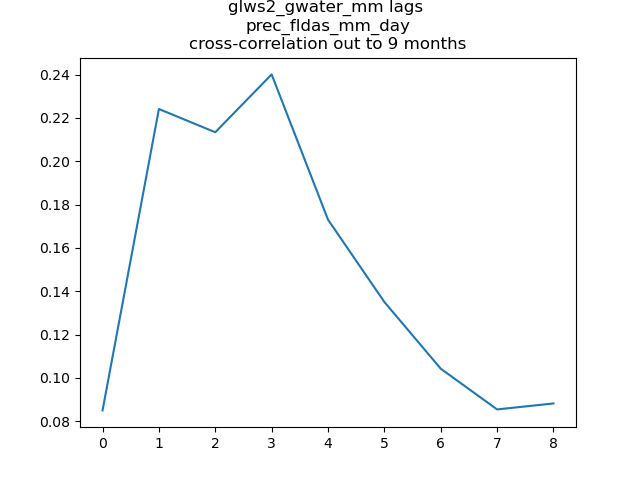 glws2_gwater_mm lags
prec_fldas_mm_day
cross-correlation out to 9 months
0.24
0.22
0.20
0.18
0.16
0.14
0.12
0.10
0.08
0 1 2 3 4 5 6 7 8